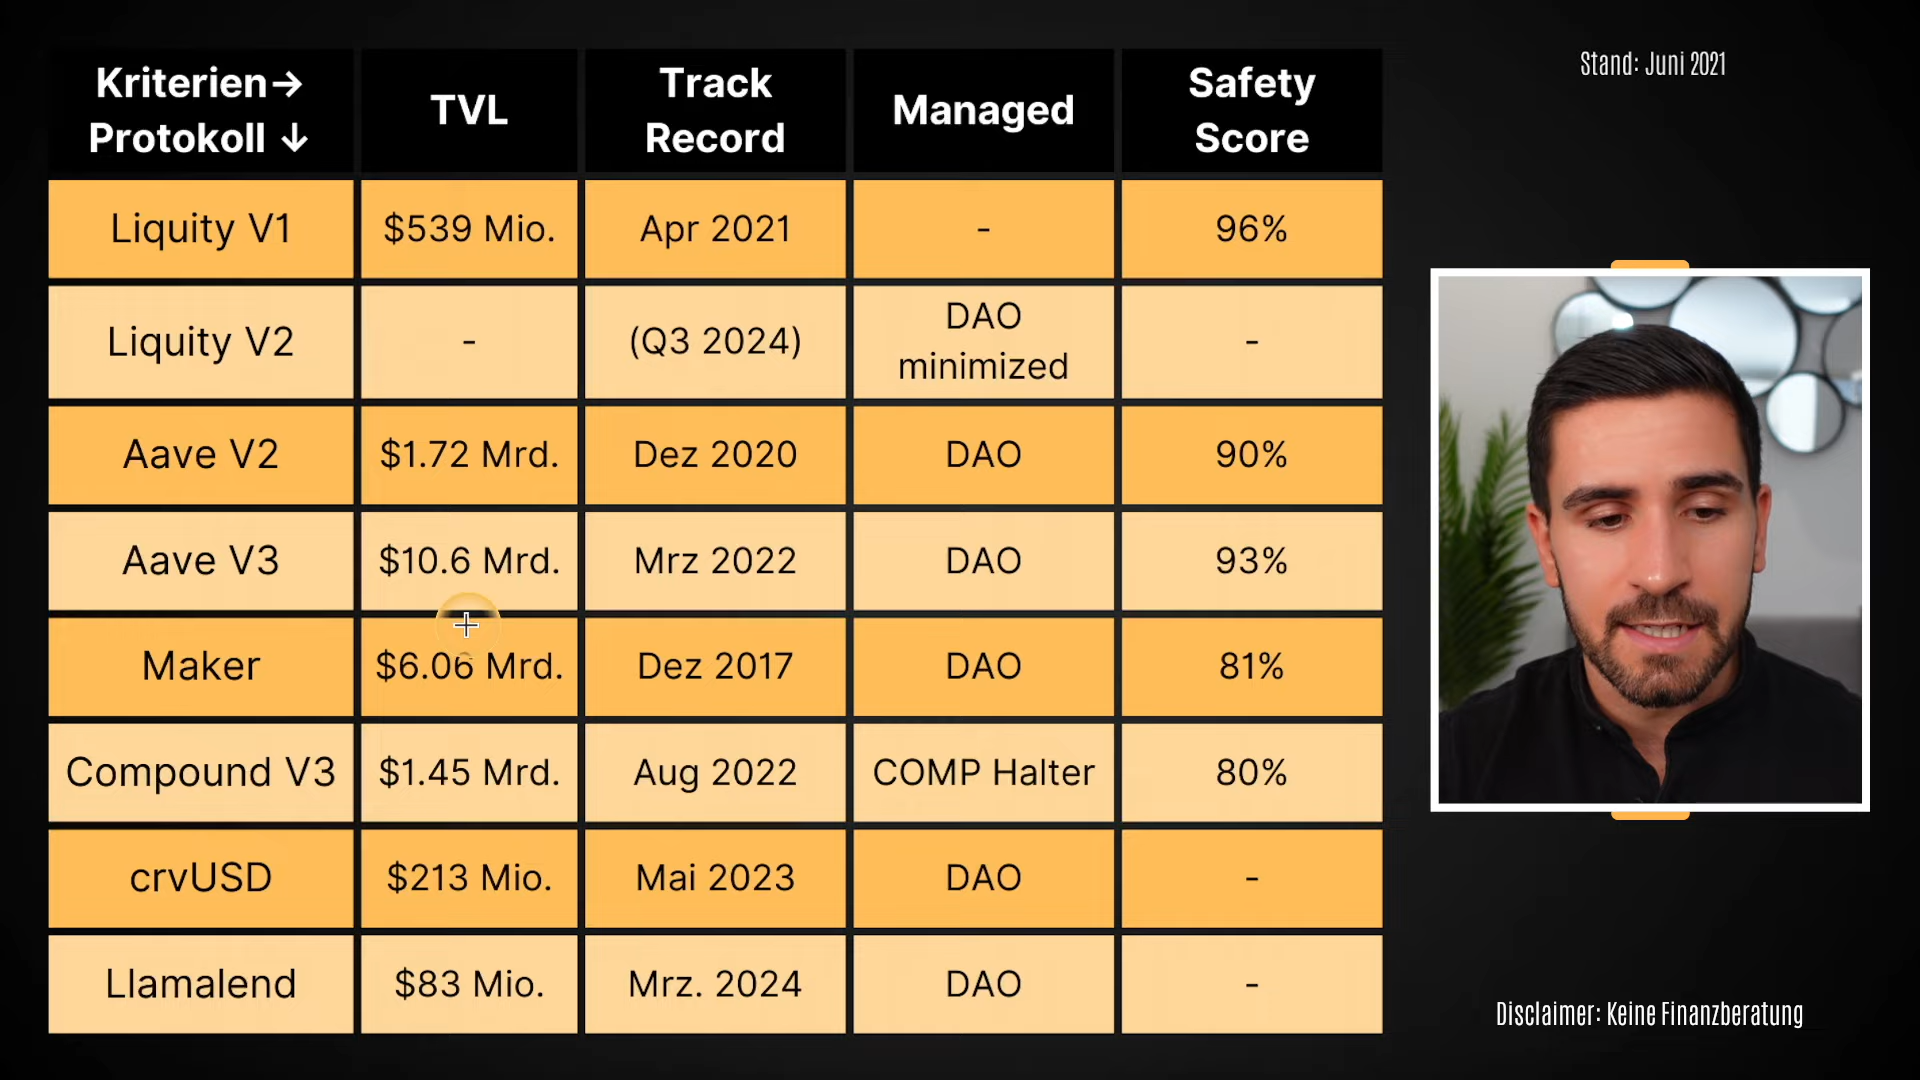 Stand: Juni 2021
Kriterien→ TVL Track Managed Safety
Protokoll ↓ Record Score
Liquity V1 $539 Mio. Apr 2021 - 96%
Liquity V2 - (Q3 2024) DAO minimized -
Aave V2 $1.72 Mrd. Dez 2020 DAO 90%
Aave V3 $10.6 Mrd. Mrz 2022 DAO 93%
Maker $6.06 Mrd. Dez 2017 DAO 81%
Compound V3 $1.45 Mrd. Aug 2022 COMP Halter 80%
crvUSD $213 Mio. Mai 2023 DAO -
Llamalend $83 Mio. Mrz. 2024 DAO -
Disclaimer: Keine Finanzberatung